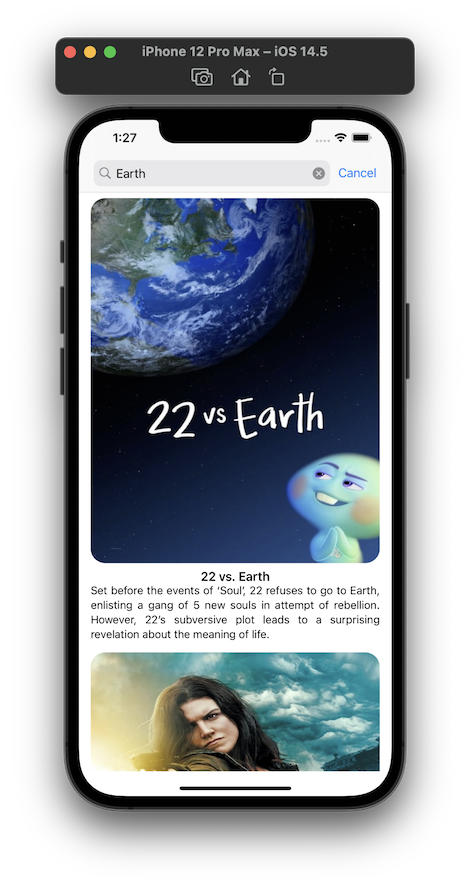 iPhone 12 Pro Max – iOS 14.5
1:27
Earth
Cancel
22 vs Earth
22 vs. Earth
Set before the events of ‘Soul’, 22 refuses to go to Earth,
enlisting a gang of 5 new souls in attempt of rebellion.
However, 22’s subversive plot leads to a surprising
revelation about the meaning of life.